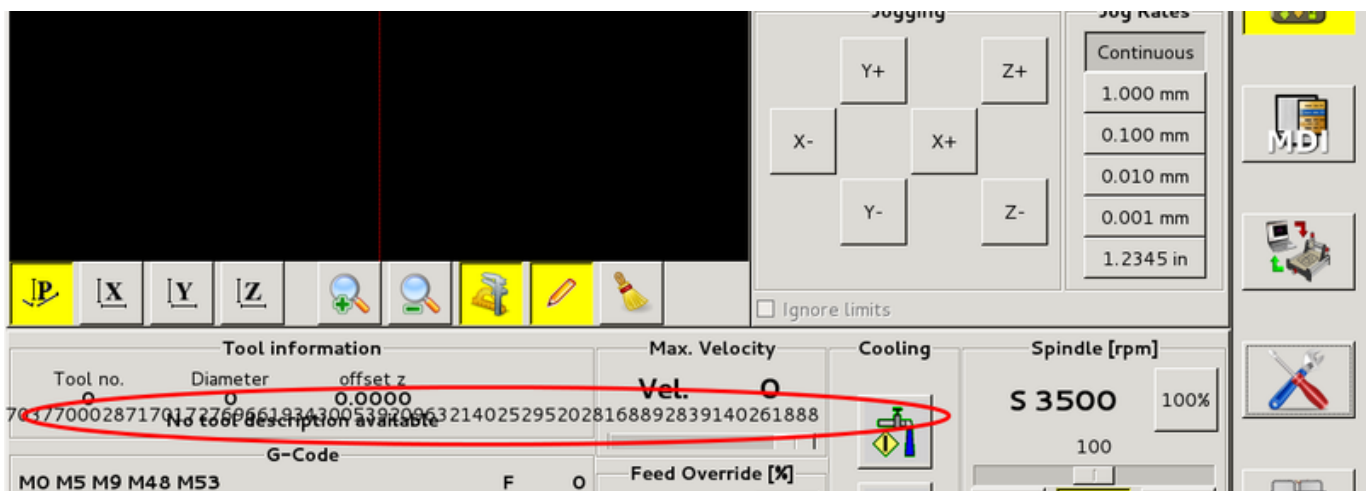 Jogging
Jog Rates
Continuous
Y+
Z+
1.000 mm
X-
X+
0.100 mm
MDI
0.010 mm
Y-
Z-
0.001 mm
1.2345 in
P
X
Y
Z
Ignore limits
Tool information
Max. Velocity
Cooling
Spindle [rpm]
Tool no.
Diameter
offset z
0
0
0.0000
Vel.
0
S 3500
100%
No tool description available
100
G-Code
M0 M5 M9 M48 M53
F
0
Feed Override [%]